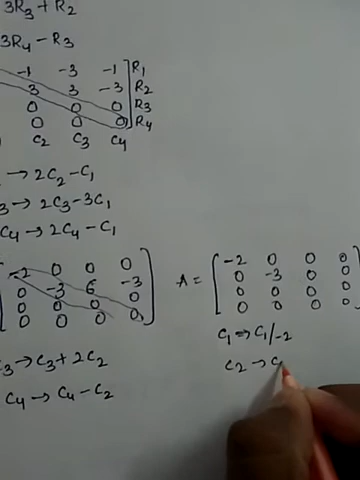 3R3 + R2
3R4 − R3
-1 -3 -1 R1
3 3 -3 R2
0 0 0 R3
0 0 0 R4
C2 C3 C4
→ 2C2 − C1
3 → 2C3 − 3C1
C4 → 2C4 − C1
-2 0 0 0
0 -3 6 -3
0 0 0 0
0 0 0 0
C3 → C3 + 2C2
C4 → C4 − C2
A = [ -2 0 0 0
0 -3 0 0
0 0 0 0
0 0 0 0 ]
C1 → C1/-2
C2 → C